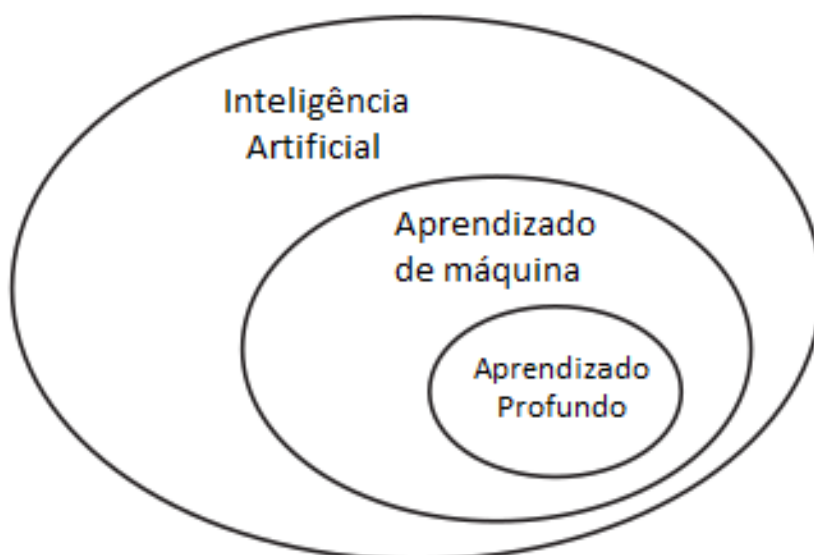 Inteligência
Artificial
Aprendizado
de máquina
Aprendizado
Profundo